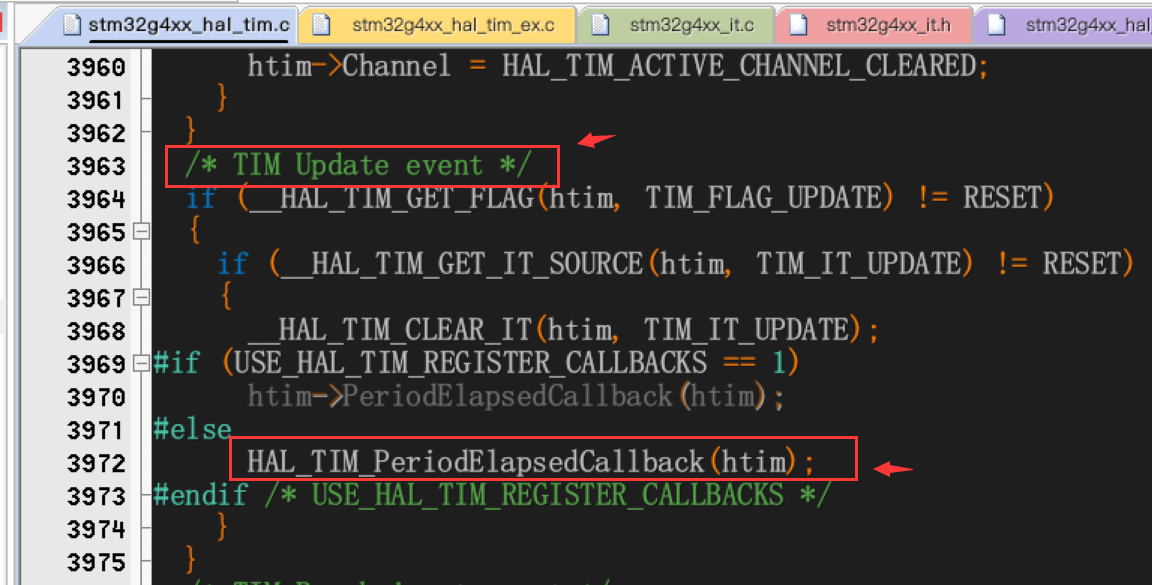 stm32g4xx_hal_tim.c stm32g4xx_hal_tim_ex.c stm32g4xx_it.c stm32g4xx_it.h stm32g4xx_hal_
3960 htim->Channel = HAL_TIM_ACTIVE_CHANNEL_CLEARED;
3961 }
3962 }
3963 /* TIM Update event */
3964 if (__HAL_TIM_GET_FLAG(htim, TIM_FLAG_UPDATE) != RESET)
3965 {
3966 if (__HAL_TIM_GET_IT_SOURCE(htim, TIM_IT_UPDATE) != RESET)
3967 {
3968 __HAL_TIM_CLEAR_IT(htim, TIM_IT_UPDATE);
3969 #if (USE_HAL_TIM_REGISTER_CALLBACKS == 1)
3970 htim->PeriodElapsedCallback(htim);
3971 #else
3972 HAL_TIM_PeriodElapsedCallback(htim);
3973 #endif /* USE_HAL_TIM_REGISTER_CALLBACKS */
3974 }
3975 }